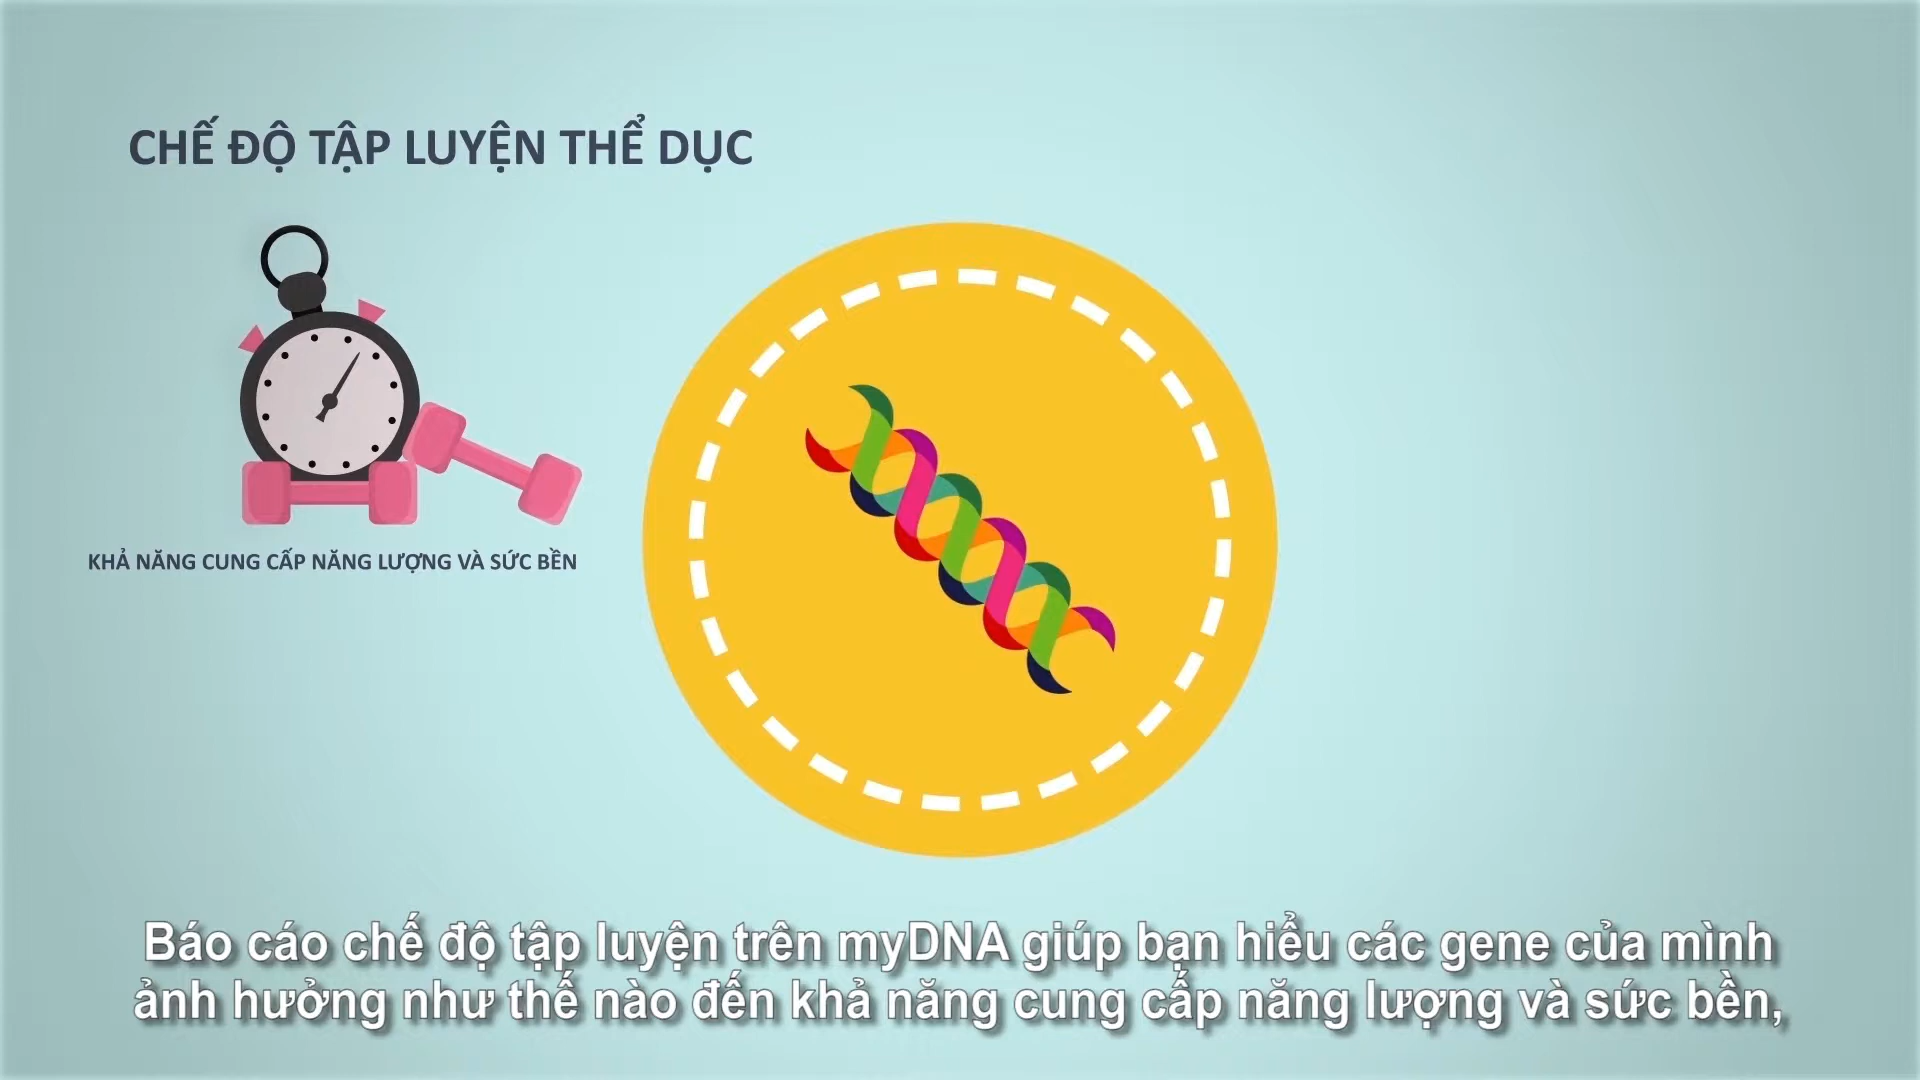 CHẾ ĐỘ TẬP LUYỆN THỂ DỤC
KHẢ NĂNG CUNG CẤP NĂNG LƯỢNG VÀ SỨC BỀN
Báo cáo chế độ tập luyện trên myDNA giúp bạn hiểu các gene của mình
ảnh hưởng như thế nào đến khả năng cung cấp năng lượng và sức bền,